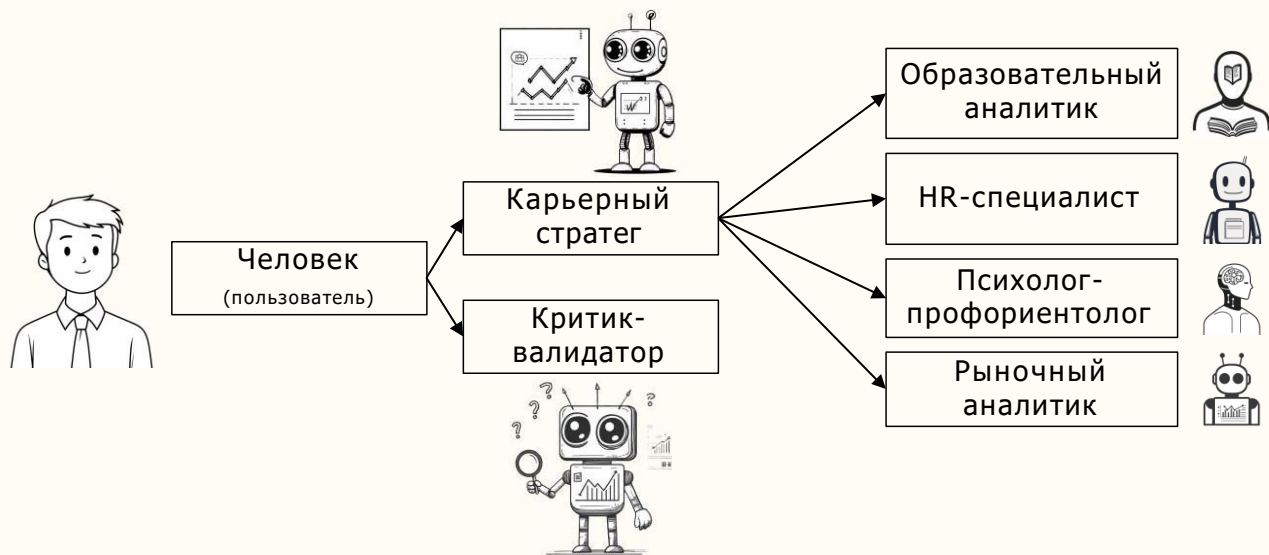 Человек
(пользователь)
Карьерный
стратег
Критик-
валидатор
Образовательный
аналитик
HR-специалист
Психолог-
профориентолог
Рыночный
аналитик